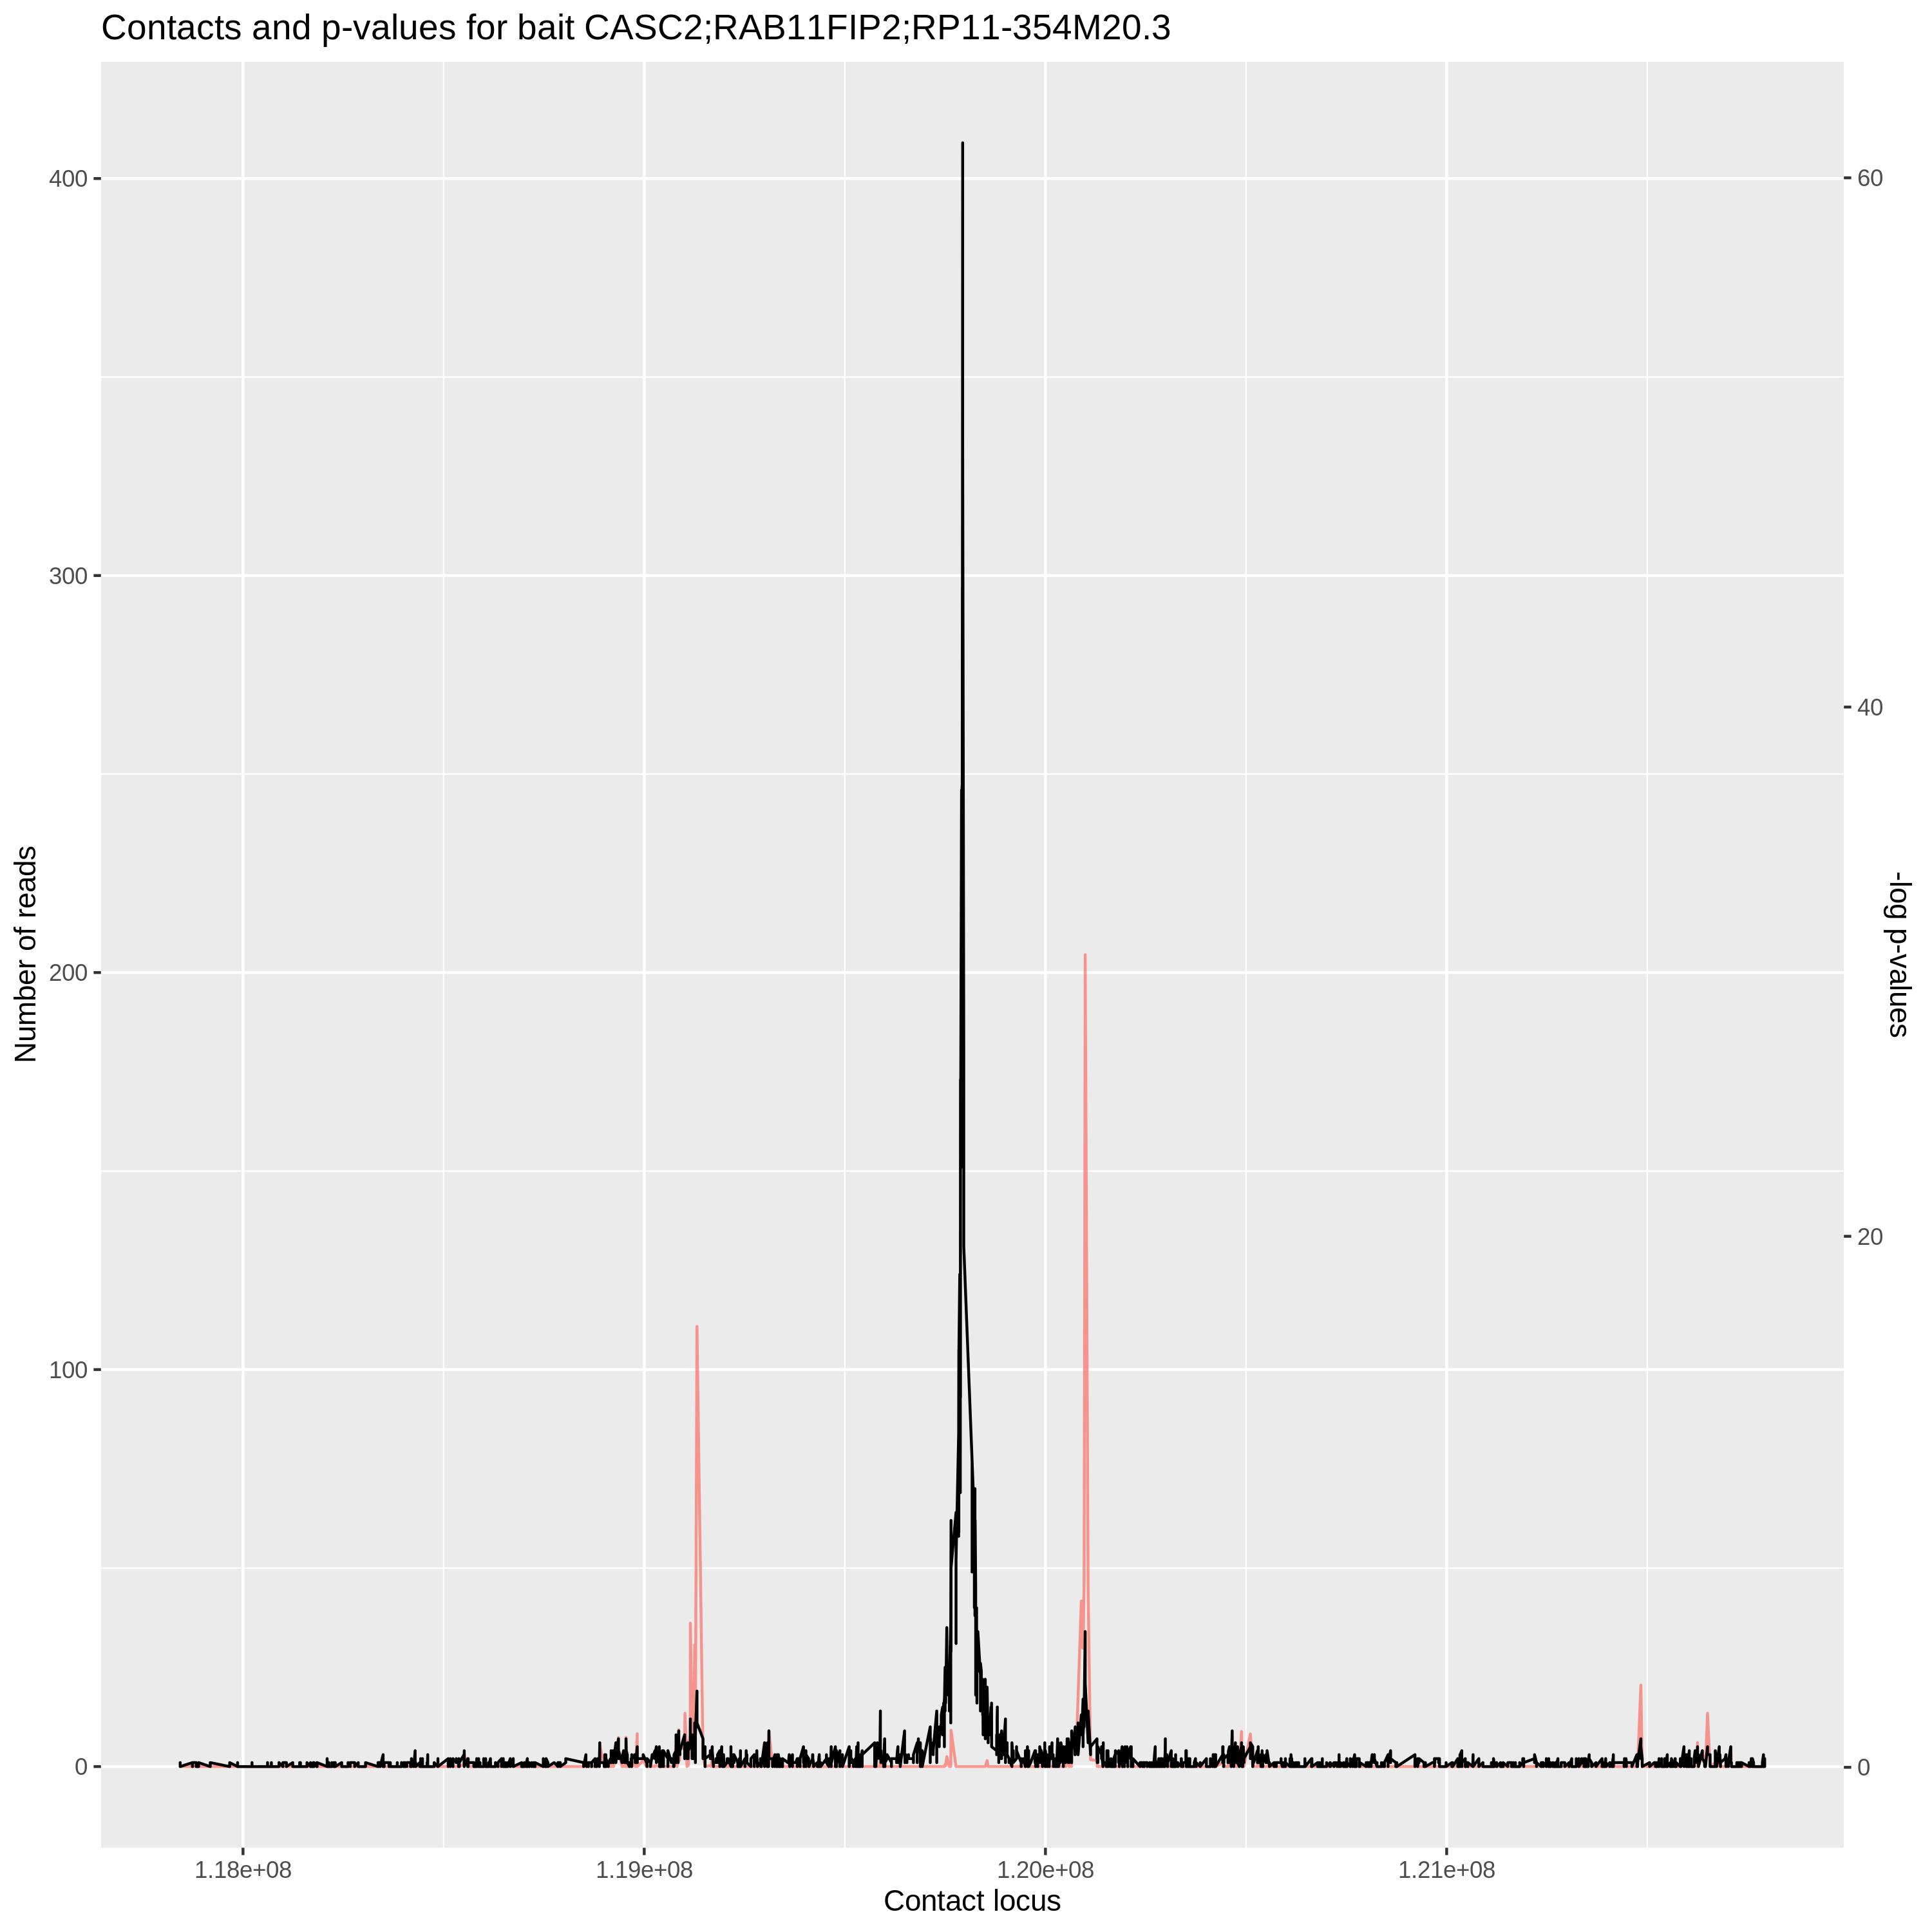 Contacts and p-values for bait CASC2;RAB11FIP2;RP11-354M20.3
400
300
200
100
0
60
40
20
0
Number of reads
-log p-values
1.18e+08
1.19e+08
1.20e+08
1.21e+08
Contact locus